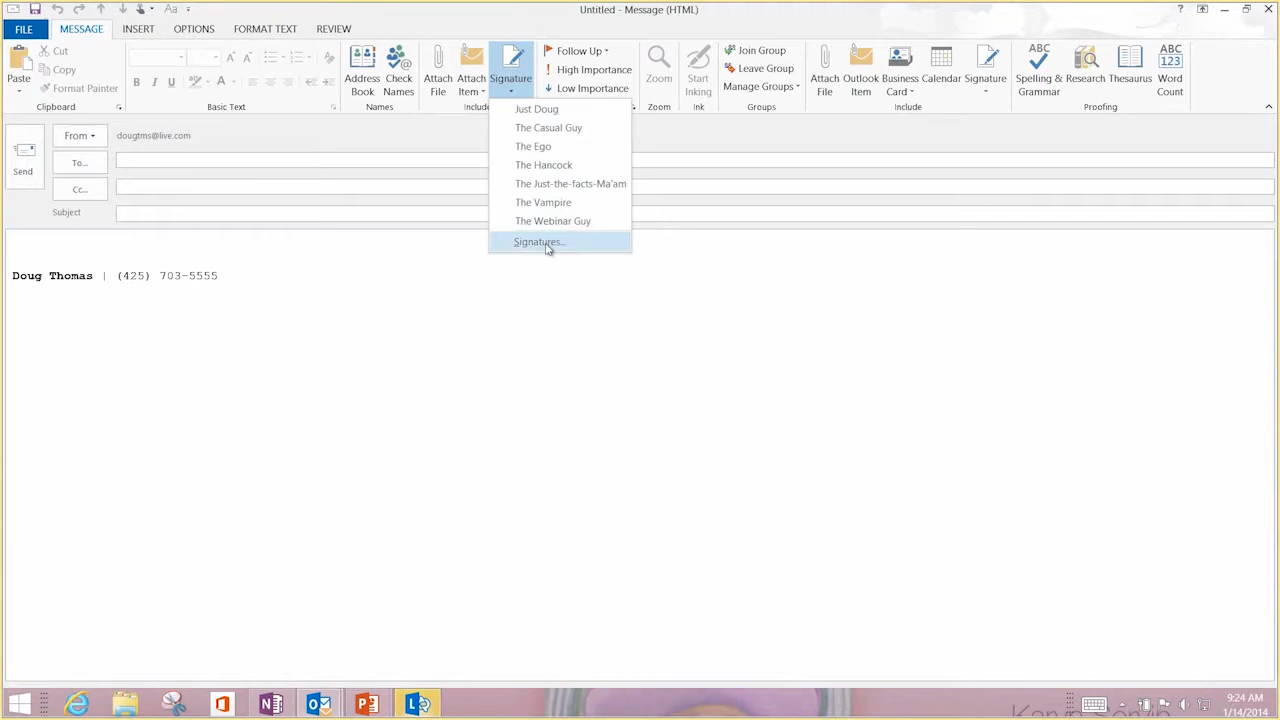 Untitled - Message (HTML)
FILE
MESSAGE
INSERT
OPTIONS
FORMAT TEXT
REVIEW
Paste
Cut
Copy
Format Painter
Clipboard
B I U
Basic Text
Address Book
Check Names
Names
Attach File
Attach Item
Signature
Include
Follow Up
High Importance
Low Importance
Zoom
Zoom
Start Inking
Ink
Join Group
Leave Group
Manage Groups
Groups
Attach File
Outlook Item
Business Card
Calendar
Signature
Include
ABC
Spelling & Grammar
Research
Thesaurus
ABC 123
Word Count
Proofing
Just Doug
The Casual Guy
The Ego
The Hancock
The Just-the-facts-Ma'am
The Vampire
The Webinar Guy
Signatures...
Send
From
dougtms@live.com
To...
Cc...
Subject
Doug Thomas | (425) 703-5555
9:24 AM
1/14/2014